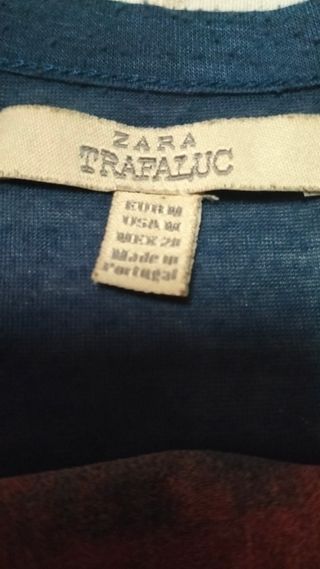 ZARA
TRAFALUC
EUR M
USA M
MEX 28
Made in
Portugal